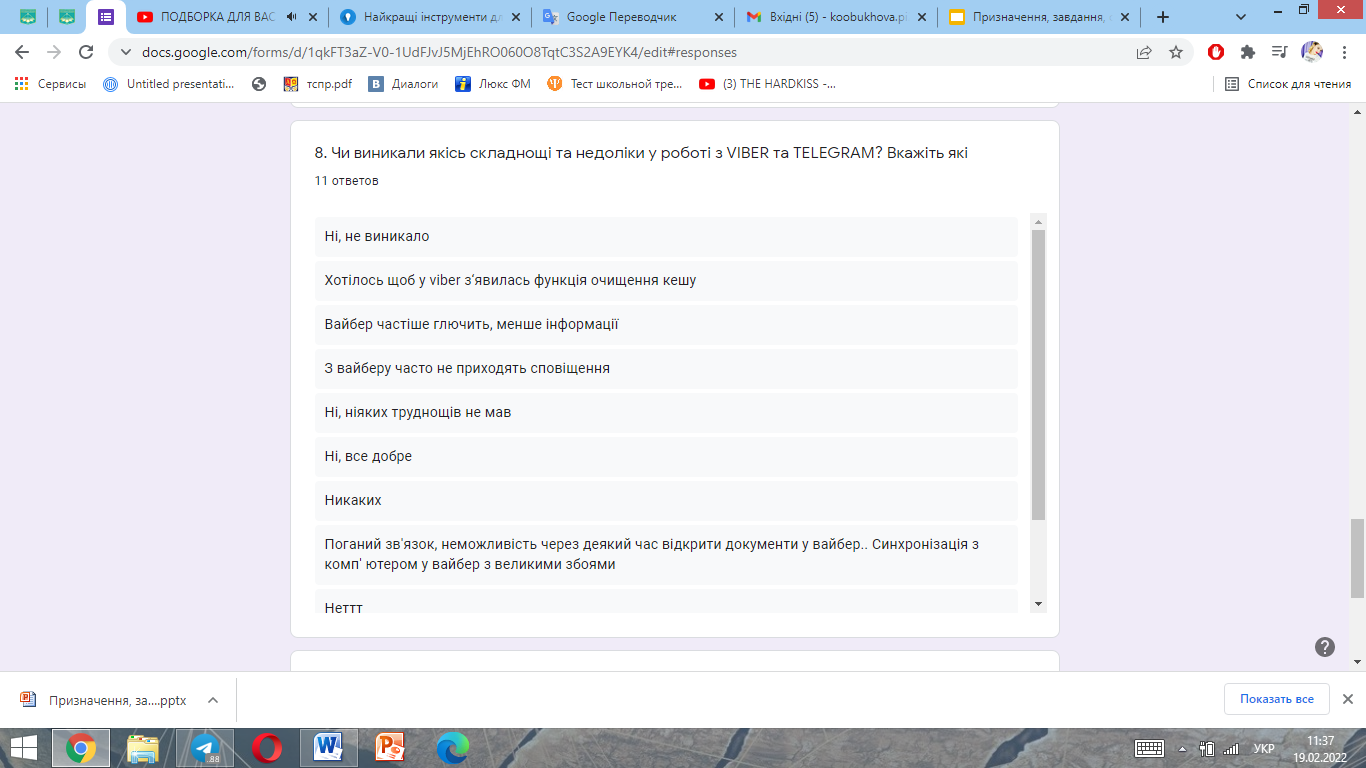 ПОДБОРКА ДЛЯ ВАС
Найкращі інструменти дл
Google Переводчик
Вхідні (5) - koobukhova.pi
Призначення, завдання,
docs.google.com/forms/d/1qkFT3aZ-V0-1UdFJvJ5MjEhRO060O8TqtC3S2A9EYK4/edit#responses
Сервисы
Untitled presentati...
тспр.pdf
Диалоги
Люкс ФМ
Тест школьной тре...
(3) THE HARDKISS -...
Список для чтения
8. Чи виникали якісь складнощі та недоліки у роботі з VIBER та TELEGRAM? Вкажіть які
11 ответов
Ні, не виникало
Хотілось щоб у viber з‘явилась функція очищення кешу
Вайбер частіше глючить, менше інформації
З вайберу часто не приходять сповіщення
Ні, ніяких труднощів не мав
Ні, все добре
Никаких
Поганий зв'язок, неможливість через деякий час відкрити документи у вайбер.. Синхронізація з
комп' ютером у вайбер з великими збоями
Неттт
Призначення, за....pptx
Показать все
88
УКР
11:37
19.02.2022